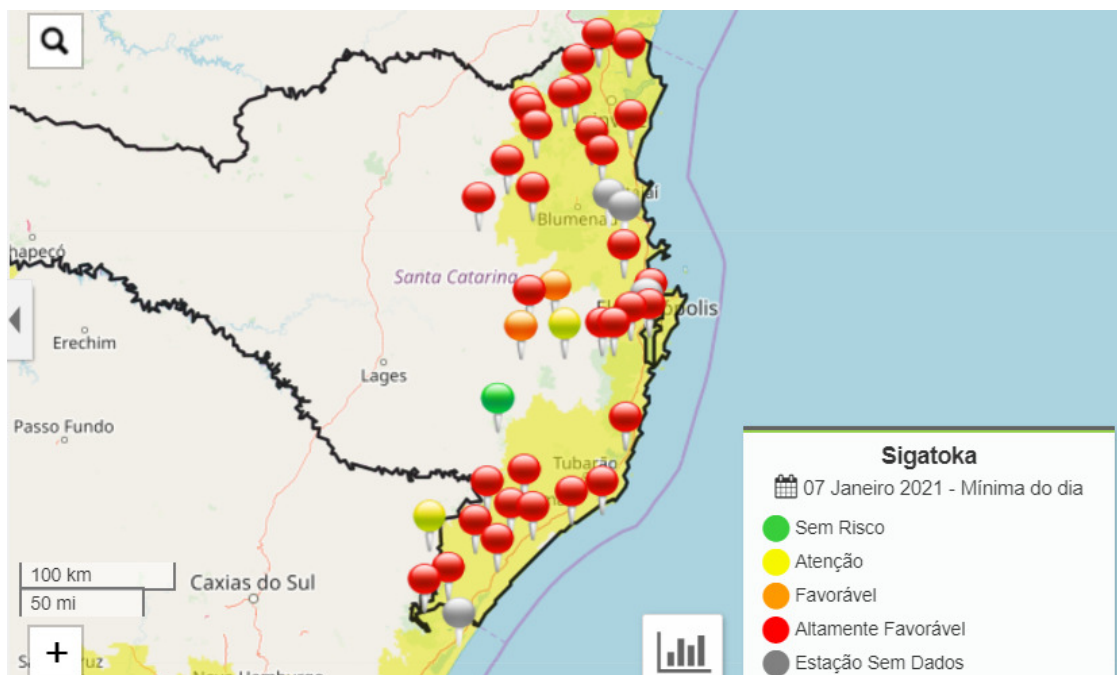 Blumenau
Santa Catarina
Erechim
Lages
Passo Fundo
Tubarão
100 km
50 mi
Caxias do Sul
+
Sigatoka
07 Janeiro 2021 - Mínima do dia
Sem Risco
Atenção
Favorável
Altamente Favorável
Estação Sem Dados